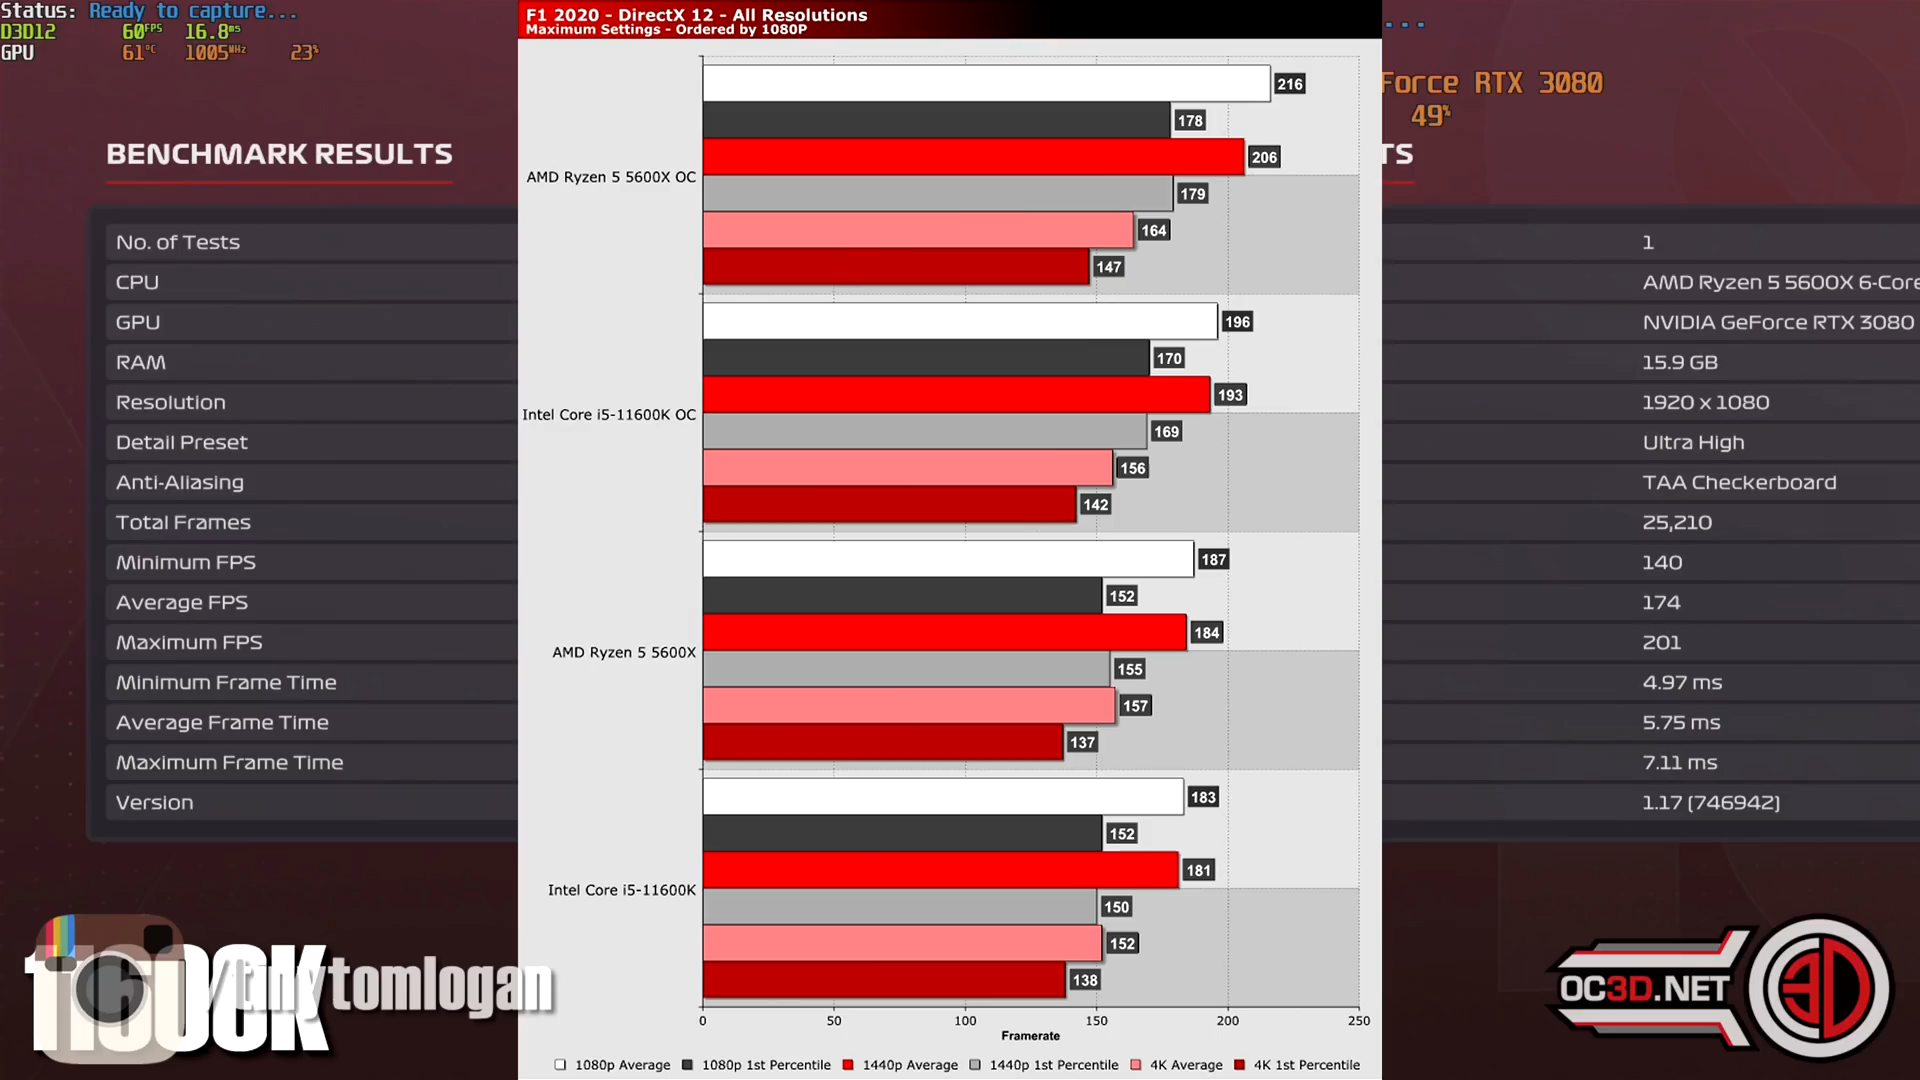 Status: Ready to capture...
D3D12 60FPS 16.8ms
GPU 61°C 1005MHz 23%
F1 2020 - DirectX 12 - All Resolutions
Maximum Settings - Ordered by 1080P
...
Force RTX 3080
49%
BENCHMARK RESULTS
TS
No. of Tests 1
CPU AMD Ryzen 5 5600X 6-Core
GPU NVIDIA GeForce RTX 3080
RAM 15.9 GB
Resolution 1920 x 1080
Detail Preset Ultra High
Anti-Aliasing TAA Checkerboard
Total Frames 25,210
Minimum FPS 140
Average FPS 174
Maximum FPS 201
Minimum Frame Time 4.97 ms
Average Frame Time 5.75 ms
Maximum Frame Time 7.11 ms
Version 1.17 (746942)
AMD Ryzen 5 5600X OC
216
178
206
179
164
147
Intel Core i5-11600K OC
196
170
193
169
156
142
AMD Ryzen 5 5600X
187
152
184
155
157
137
Intel Core i5-11600K
183
152
181
150
152
138
0 50 100 150 200 250
Framerate
1080p Average 1080p 1st Percentile 1440p Average 1440p 1st Percentile 4K Average 4K 1st Percentile
11600K
tomlogan
OC3D.NET
3D